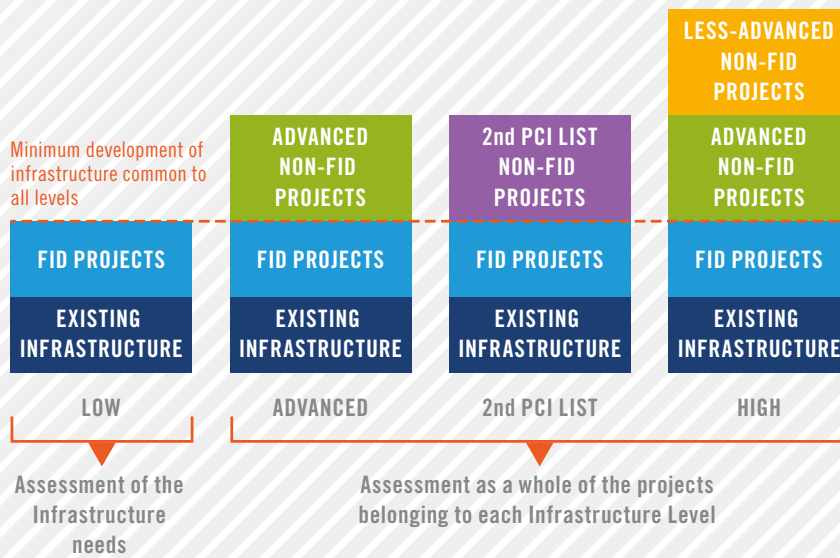 LESS-ADVANCED
NON-FID
PROJECTS
Minimum development of
infrastructure common to
all levels
ADVANCED
NON-FID
PROJECTS
2nd PCI LIST
NON-FID
PROJECTS
ADVANCED
NON-FID
PROJECTS
FID PROJECTS
FID PROJECTS
FID PROJECTS
FID PROJECTS
EXISTING
INFRASTRUCTURE
EXISTING
INFRASTRUCTURE
EXISTING
INFRASTRUCTURE
EXISTING
INFRASTRUCTURE
LOW
ADVANCED
2nd PCI LIST
HIGH
Assessment of the
Infrastructure
needs
Assessment as a whole of the projects
belonging to each Infrastructure Level